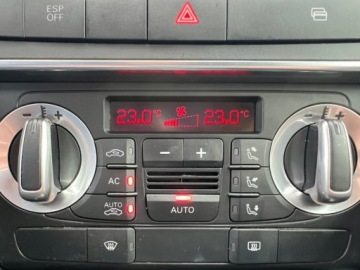 ESP
OFF
23.0°C 23.0°C
− + − + − +
AC
AUTO
AUTO